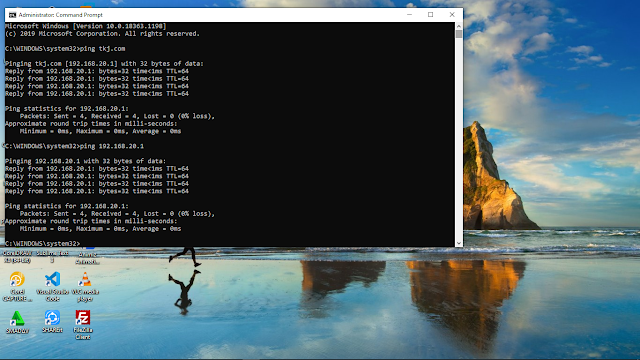 Administrator: Command Prompt
Microsoft Windows [Version 10.0.18363.1198]
(c) 2019 Microsoft Corporation. All rights reserved.
C:\WINDOWS\system32>ping tkj.com
Pinging tkj.com [192.168.20.1] with 32 bytes of data:
Reply from 192.168.20.1: bytes=32 time<1ms TTL=64
Reply from 192.168.20.1: bytes=32 time<1ms TTL=64
Reply from 192.168.20.1: bytes=32 time<1ms TTL=64
Reply from 192.168.20.1: bytes=32 time<1ms TTL=64
Ping statistics for 192.168.20.1:
Packets: Sent = 4, Received = 4, Lost = 0 (0% loss),
Approximate round trip times in milli-seconds:
Minimum = 0ms, Maximum = 0ms, Average = 0ms
C:\WINDOWS\system32>ping 192.168.20.1
Pinging 192.168.20.1 with 32 bytes of data:
Reply from 192.168.20.1: bytes=32 time<1ms TTL=64
Reply from 192.168.20.1: bytes=32 time<1ms TTL=64
Reply from 192.168.20.1: bytes=32 time<1ms TTL=64
Reply from 192.168.20.1: bytes=32 time<1ms TTL=64
Ping statistics for 192.168.20.1:
Packets: Sent = 4, Received = 4, Lost = 0 (0% loss),
Approximate round trip times in milli-seconds:
Minimum = 0ms, Maximum = 0ms, Average = 0ms
C:\WINDOWS\system32>
Sublime Text
3
Corel
CAPTURE ...
Visual Studio
Code
VLC media
player
SMADAV
SHAREit
FileZilla
Client